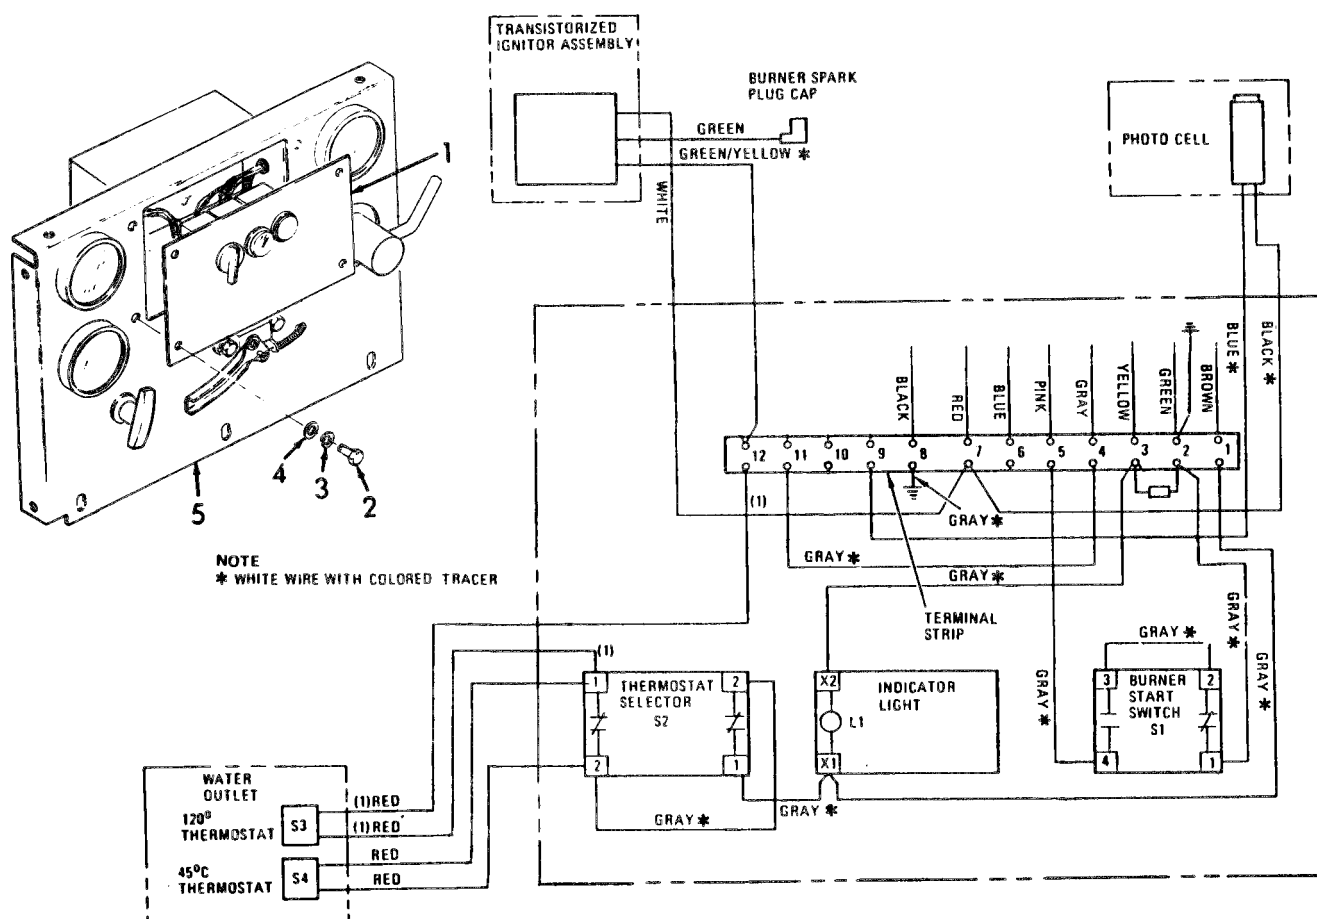 TRANSISTORIZED
IGNITOR ASSEMBLY
BURNER SPARK
PLUG CAP
GREEN
GREEN/YELLOW *
WHITE
PHOTO CELL
BLUE *
BLACK *
1
4
3
2
5
NOTE
* WHITE WIRE WITH COLORED TRACER
BLACK
RED
BLUE
PINK
GRAY
YELLOW
GREEN
BROWN
12 11 10 9 8 7 6 5 4 3 2 1
(1)
GRAY *
GRAY *
GRAY *
TERMINAL
STRIP
GRAY *
GRAY *
GRAY *
GRAY *
(1)
1 THERMOSTAT 2
SELECTOR
S2
2 1
GRAY *
X2 INDICATOR
LIGHT
L1
X1
GRAY *
3 BURNER 2
START
SWITCH
S1
4 1
WATER
OUTLET
120°
THERMOSTAT
S3
(1)RED
(1)RED
45°C
THERMOSTAT
S4
RED
RED